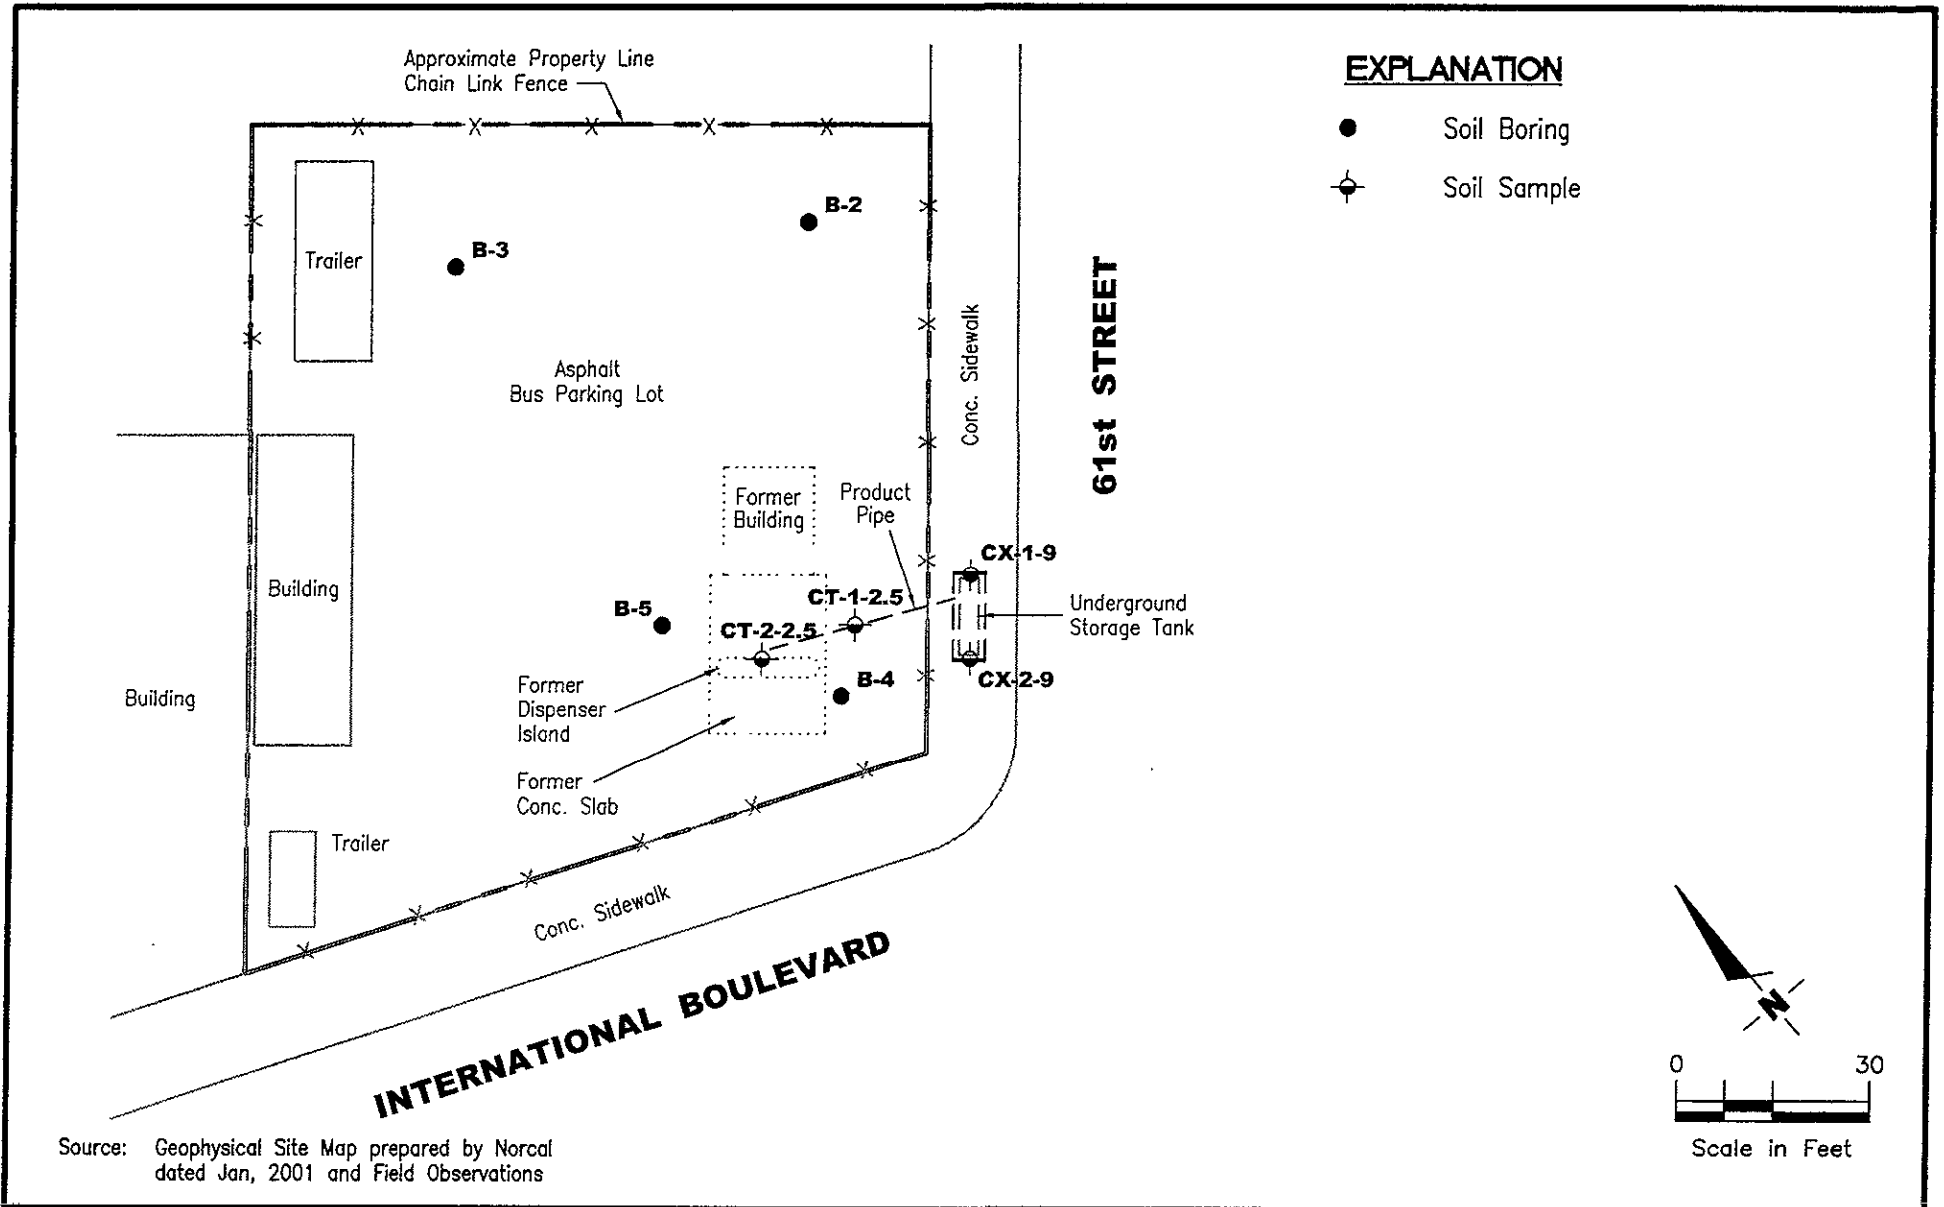 Approximate Property Line
Chain Link Fence
EXPLANATION
Soil Boring
Soil Sample
B-2
B-3
Trailer
61st STREET
Conc. Sidewalk
Asphalt
Bus Parking Lot
Former
Building
Product
Pipe
CX-1-9
Building
CT-1-2.5
B-5
CT-2-2.5
Underground
Storage Tank
B-4
CX-2-9
Building
Former
Dispenser
Island
Former
Conc. Slab
Trailer
Conc. Sidewalk
INTERNATIONAL BOULEVARD
N
0 30
Scale in Feet
Source: Geophysical Site Map prepared by Norcal
dated Jan, 2001 and Field Observations